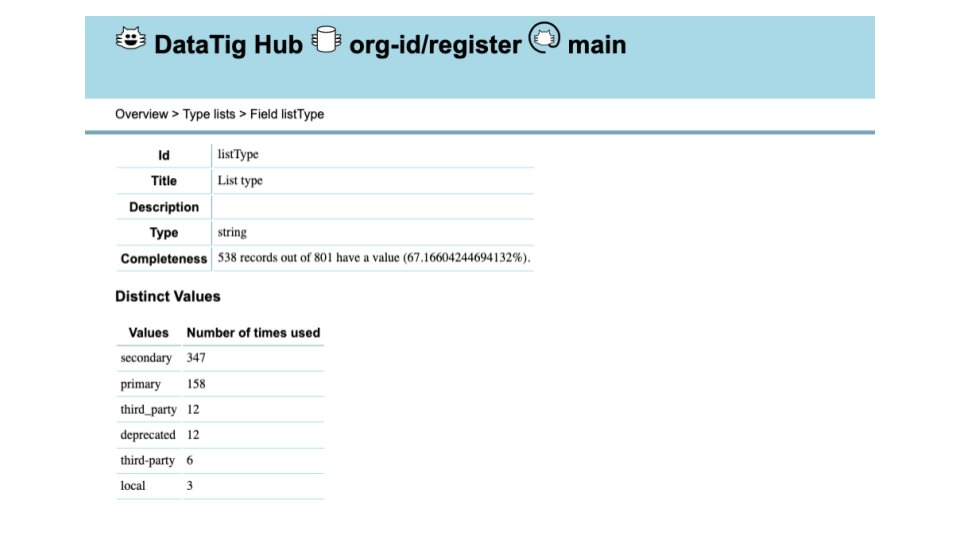 DataTig Hub org-id/register main
Overview > Type lists > Field listType
Id listType
Title List type
Description
Type string
Completeness 538 records out of 801 have a value (67.16604244694132%).
Distinct Values
Values Number of times used
secondary 347
primary 158
third_party 12
deprecated 12
third-party 6
local 3